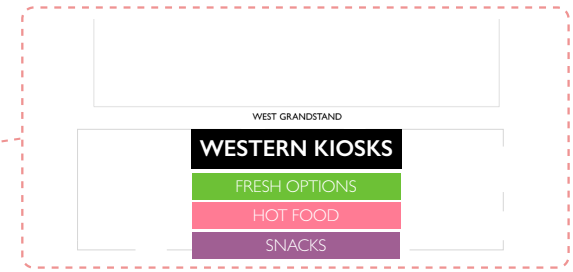 WEST GRANDSTAND
WESTERN KIOSKS
FRESH OPTIONS
HOT FOOD
SNACKS